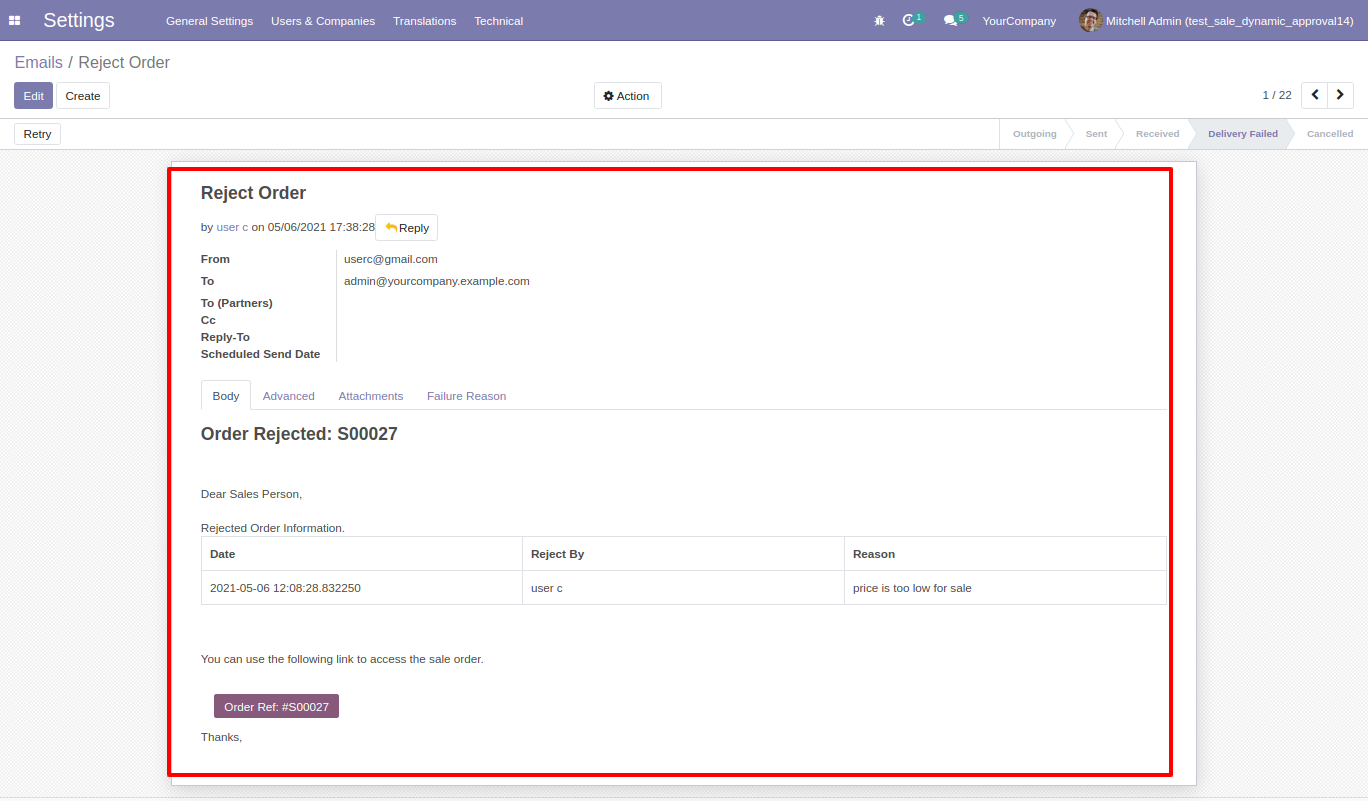 Settings General Settings Users & Companies Translations Technical 1 5 YourCompany Mitchell Admin (test_sale_dynamic_approval14)
Emails / Reject Order
Edit Create Action 1 / 22
Retry Outgoing Sent Received Delivery Failed Cancelled
Reject Order
by user c on 05/06/2021 17:38:28 Reply
From userc@gmail.com
To admin@yourcompany.example.com
To (Partners)
Cc
Reply-To
Scheduled Send Date
Body Advanced Attachments Failure Reason
Order Rejected: S00027
Dear Sales Person,
Rejected Order Information.
Date Reject By Reason
2021-05-06 12:08:28.832250 user c price is too low for sale
You can use the following link to access the sale order.
Order Ref: #S00027
Thanks,